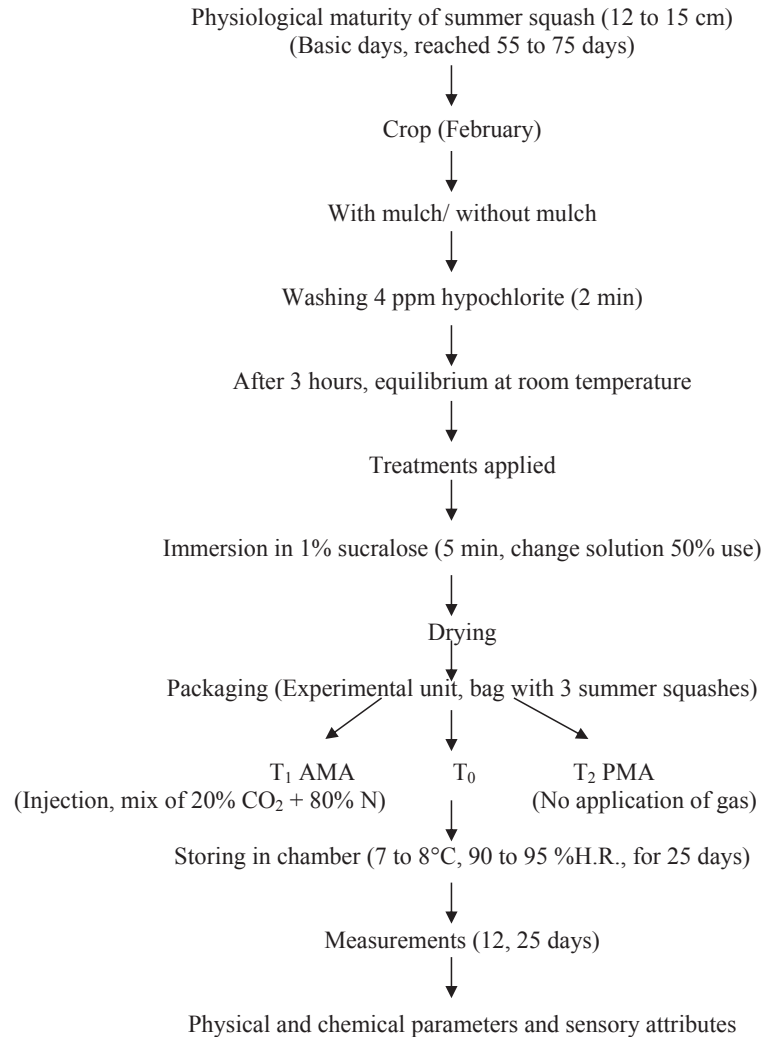 Physiological maturity of summer squash (12 to 15 cm)
(Basic days, reached 55 to 75 days)
Crop (February)
With mulch/ without mulch
Washing 4 ppm hypochlorite (2 min)
After 3 hours, equilibrium at room temperature
Treatments applied
Immersion in 1% sucralose (5 min, change solution 50% use)
Drying
Packaging (Experimental unit, bag with 3 summer squashes)
T₁ AMA T₀ T₂ PMA
(Injection, mix of 20% CO₂ + 80% N) (No application of gas)
Storing in chamber (7 to 8°C, 90 to 95 %H.R., for 25 days)
Measurements (12, 25 days)
Physical and chemical parameters and sensory attributes